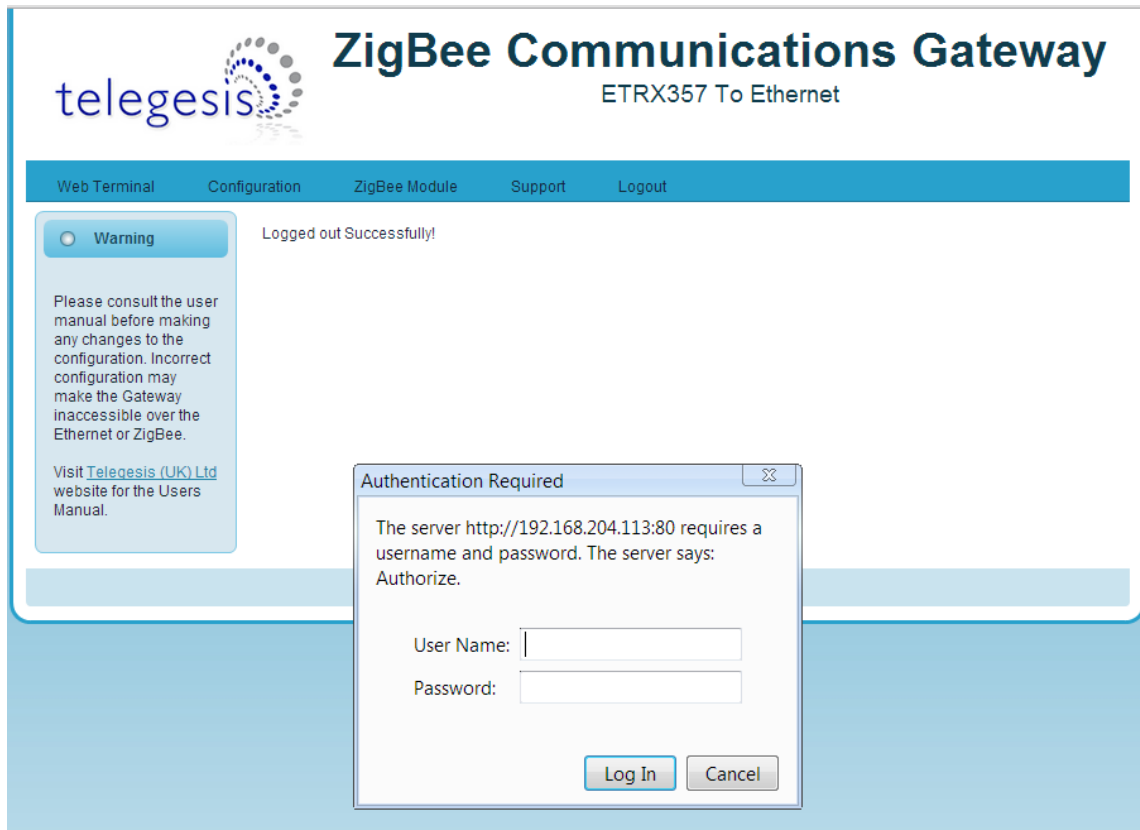 telegesis
ZigBee Communications Gateway
ETRX357 To Ethernet
Web Terminal Configuration ZigBee Module Support Logout
Warning
Please consult the user
manual before making
any changes to the
configuration. Incorrect
configuration may
make the Gateway
inaccessible over the
Ethernet or ZigBee.
Visit Telegesis (UK) Ltd
website for the Users
Manual.
Logged out Successfully!
Authentication Required
The server http://192.168.204.113:80 requires a
username and password. The server says:
Authorize.
User Name:
Password:
Log In Cancel